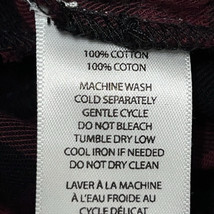 100% COTTON
100% COTON
MACHINE WASH
COLD SEPARATELY
GENTLE CYCLE
DO NOT BLEACH
TUMBLE DRY LOW
COOL IRON IF NEEDED
DO NOT DRY CLEAN
LAVER À LA MACHINE
À L'EAU FROIDE AU
CYCLE DÉLICAT